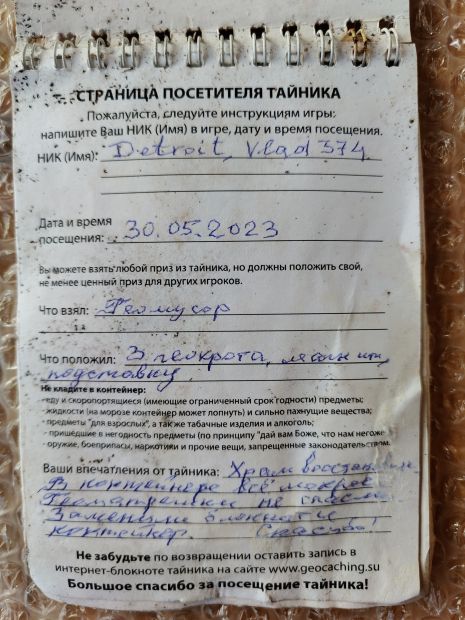 СТРАНИЦА ПОСЕТИТЕЛЯ ТАЙНИКА
Пожалуйста, следуйте инструкциям игры:
напишите Ваш НИК (Имя) в игре, дату и время посещения.
НИК (Имя): Detroit, Vlad 374
Дата и время
посещения: 30.05.2023
Вы можете взять любой приз из тайника, но должны положить свой,
не менее ценный приз для других игроков.
Что взял: Геомусор
Что положил: 3 геокрота, магнит,
подставку
Не кладите в контейнер:
-еду и скоропортящиеся (имеющие ограниченный срок годности) предметы;
-жидкости (на морозе контейнер может лопнуть) и сильно пахнущие вещества;
- предметы "для взрослых", а также табачные изделия и алкоголь;
- пришедшие в негодность предметы (по принципу "дай вам Боже, что нам негоже
- оружие, боеприпасы, наркотики и прочие вещи, запрещенные законодательством.
Ваши впечатления от тайника: Храм
В контейнере всё мокрое
не
Заменили блокнот и
контейнер. Спасибо!
Не забудьте по возвращении оставить запись в
интернет-блокноте тайника на сайте www.geocaching.su
Большое спасибо за посещение тайника!